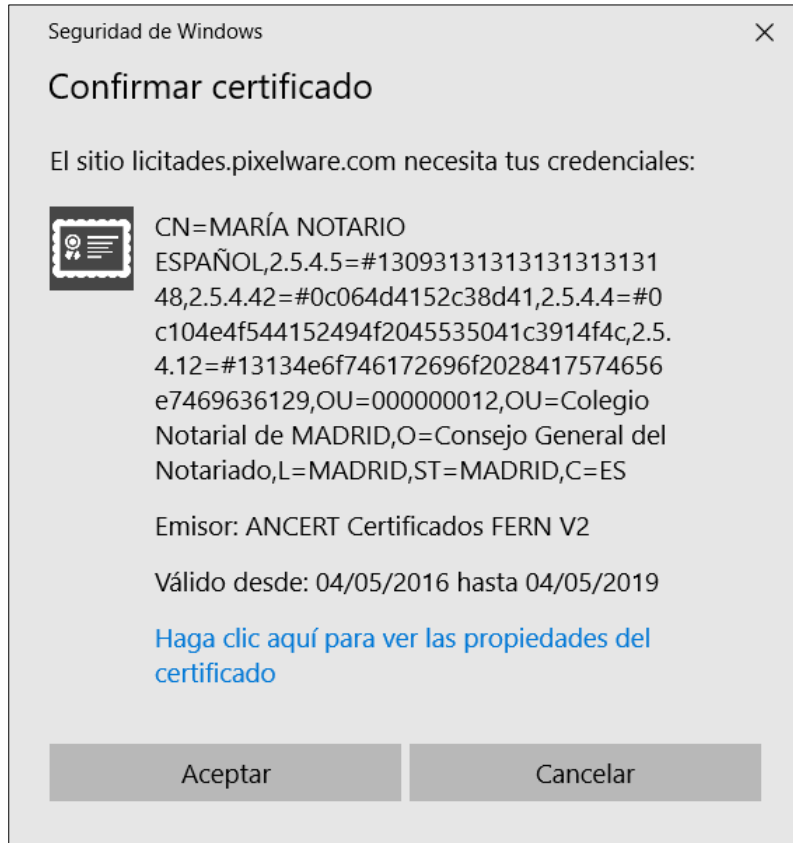 Seguridad de Windows
Confirmar certificado
El sitio licitades.pixelware.com necesita tus credenciales:
CN=MARÍA NOTARIO
ESPAÑOL,2.5.4.5=#13093131313131313131
48,2.5.4.42=#0c064d4152c38d41,2.5.4.4=#0
c104e4f544152494f2045535041c3914f4c,2.5.
4.12=#13134e6f746172696f2028417574656
e7469636129,OU=000000012,OU=Colegio
Notarial de MADRID,O=Consejo General del
Notariado,L=MADRID,ST=MADRID,C=ES
Emisor: ANCERT Certificados FERN V2
Válido desde: 04/05/2016 hasta 04/05/2019
Haga clic aquí para ver las propiedades del
certificado
Aceptar
Cancelar